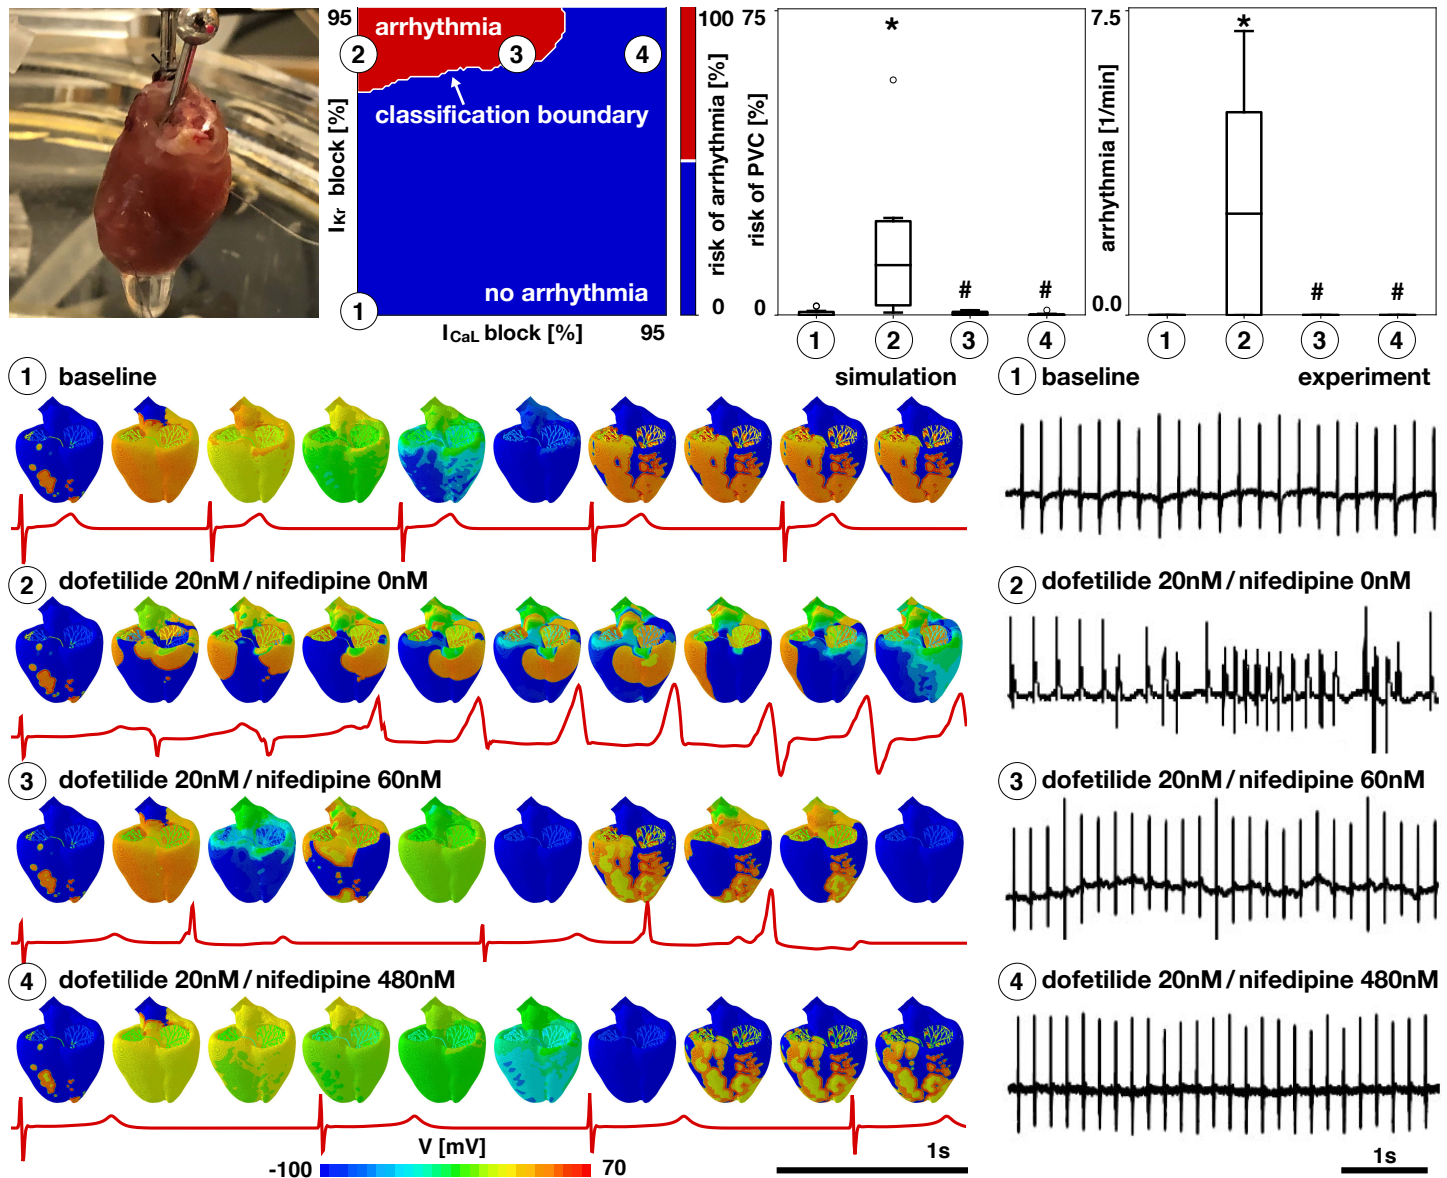 95
arrhythmia
2
3
4
classification boundary
IKr block [%]
no arrhythmia
1
ICaL block [%]
95
100
risk of arrhythmia [%]
0
75
*
risk of PVC [%]
#
#
0
1
2
3
4
7.5
*
arrhythmia [1/min]
#
#
0.0
1
2
3
4
1 baseline
simulation
2 dofetilide 20nM / nifedipine 0nM
3 dofetilide 20nM / nifedipine 60nM
4 dofetilide 20nM / nifedipine 480nM
V [mV]
-100
70
1s
1 baseline
experiment
2 dofetilide 20nM / nifedipine 0nM
3 dofetilide 20nM / nifedipine 60nM
4 dofetilide 20nM / nifedipine 480nM
1s